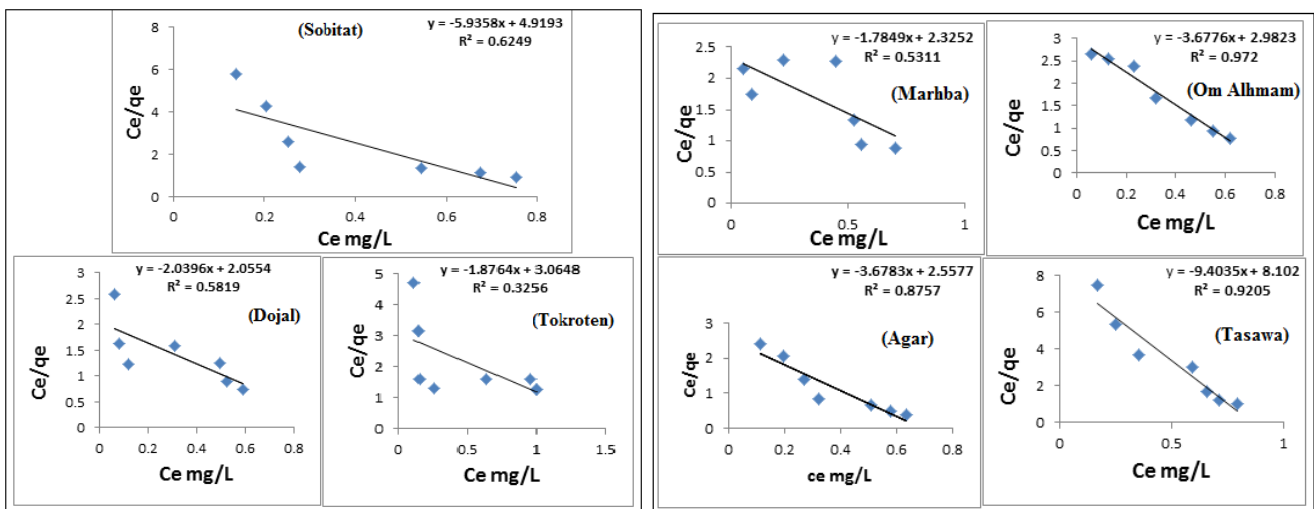 (Sobitat)
y = -5.9358x + 4.9193
R² = 0.6249
Ce/qe
8
6
4
2
0
0 0.2 0.4 0.6 0.8
Ce mg/L
y = -2.0396x + 2.0554
R² = 0.5819
(Dojal)
Ce/qe
3
2.5
2
1.5
1
0.5
0
0 0.2 0.4 0.6 0.8
Ce mg/L
y = -1.8764x + 3.0648
R² = 0.3256
(Tokroten)
Ce/qe
5
4
3
2
1
0
0 0.5 1 1.5
Ce mg/L
y = -1.7849x + 2.3252
R² = 0.5311
(Marhba)
Ce/qe
2.5
2
1.5
1
0.5
0
0 0.5 1
Ce mg/L
y = -3.6776x + 2.9823
R² = 0.972
(Om Alhmam)
Ce/qe
3
2.5
2
1.5
1
0.5
0
0 0.2 0.4 0.6 0.8
Ce mg/L
y = -3.6783x + 2.5577
R² = 0.8757
(Agar)
Ce/qe
3
2
1
0
0 0.2 0.4 0.6 0.8
ce mg/L
y = -9.4035x + 8.102
R² = 0.9205
(Tasawa)
Ce/qe
8
6
4
2
0
0 0.5 1
Ce mg/L